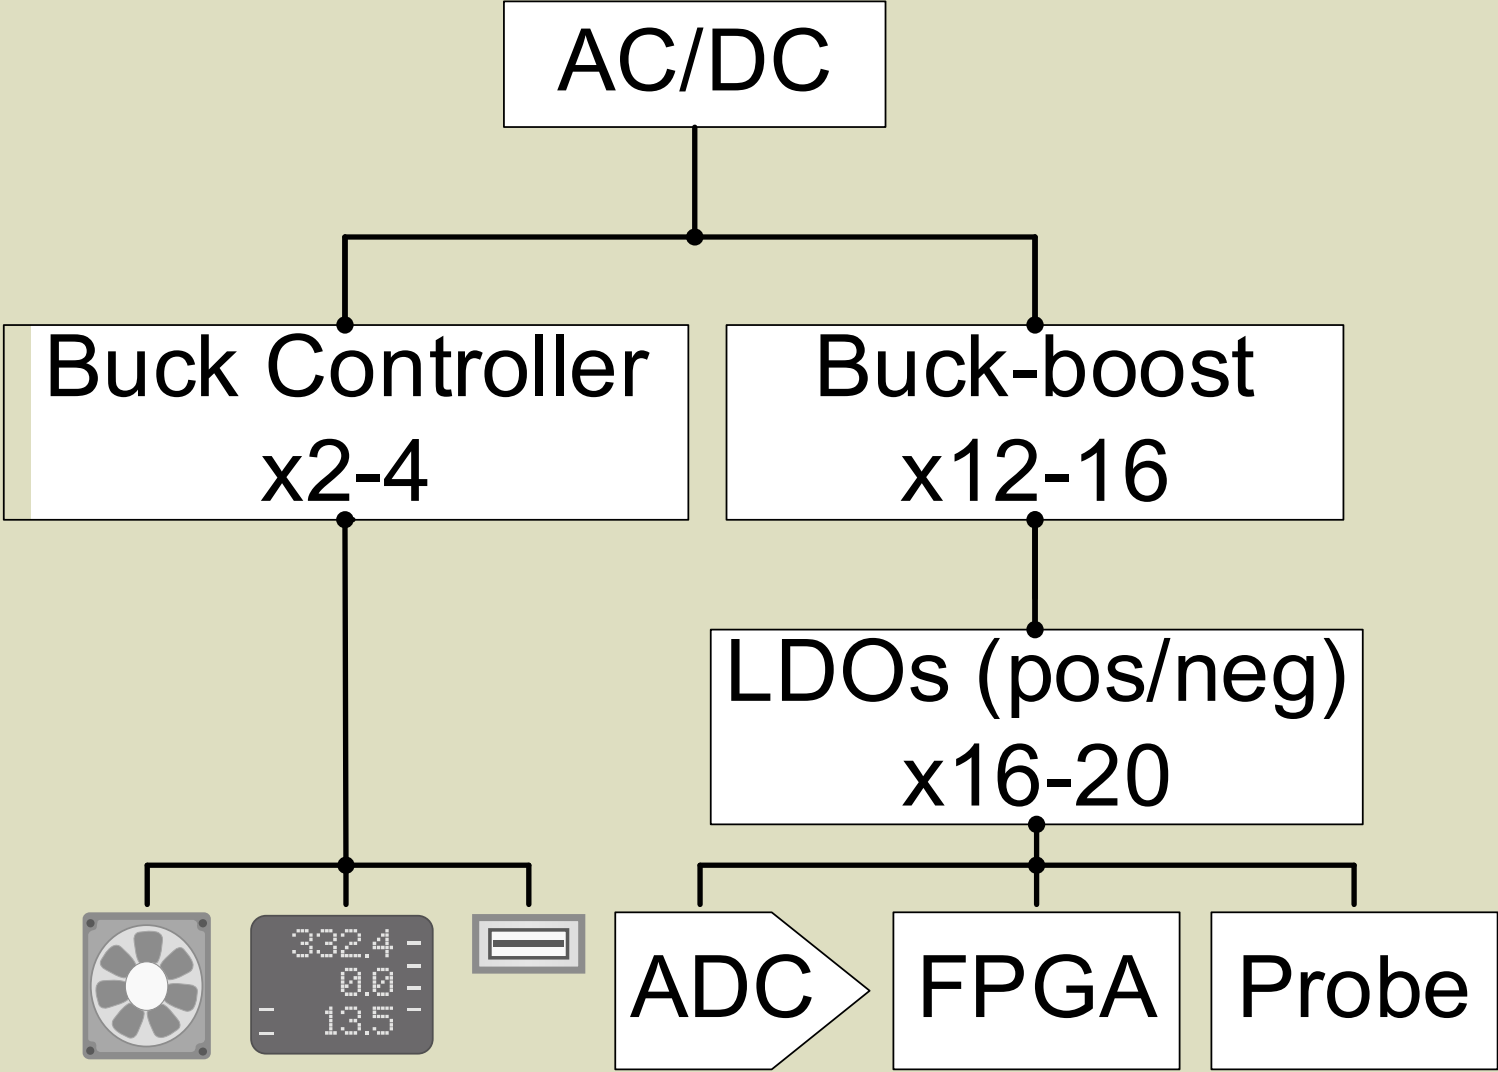 AC/DC
Buck Controller
x2-4
Buck-boost
x12-16
LDOs (pos/neg)
x16-20
332.4
0.0
13.5
ADC
FPGA
Probe